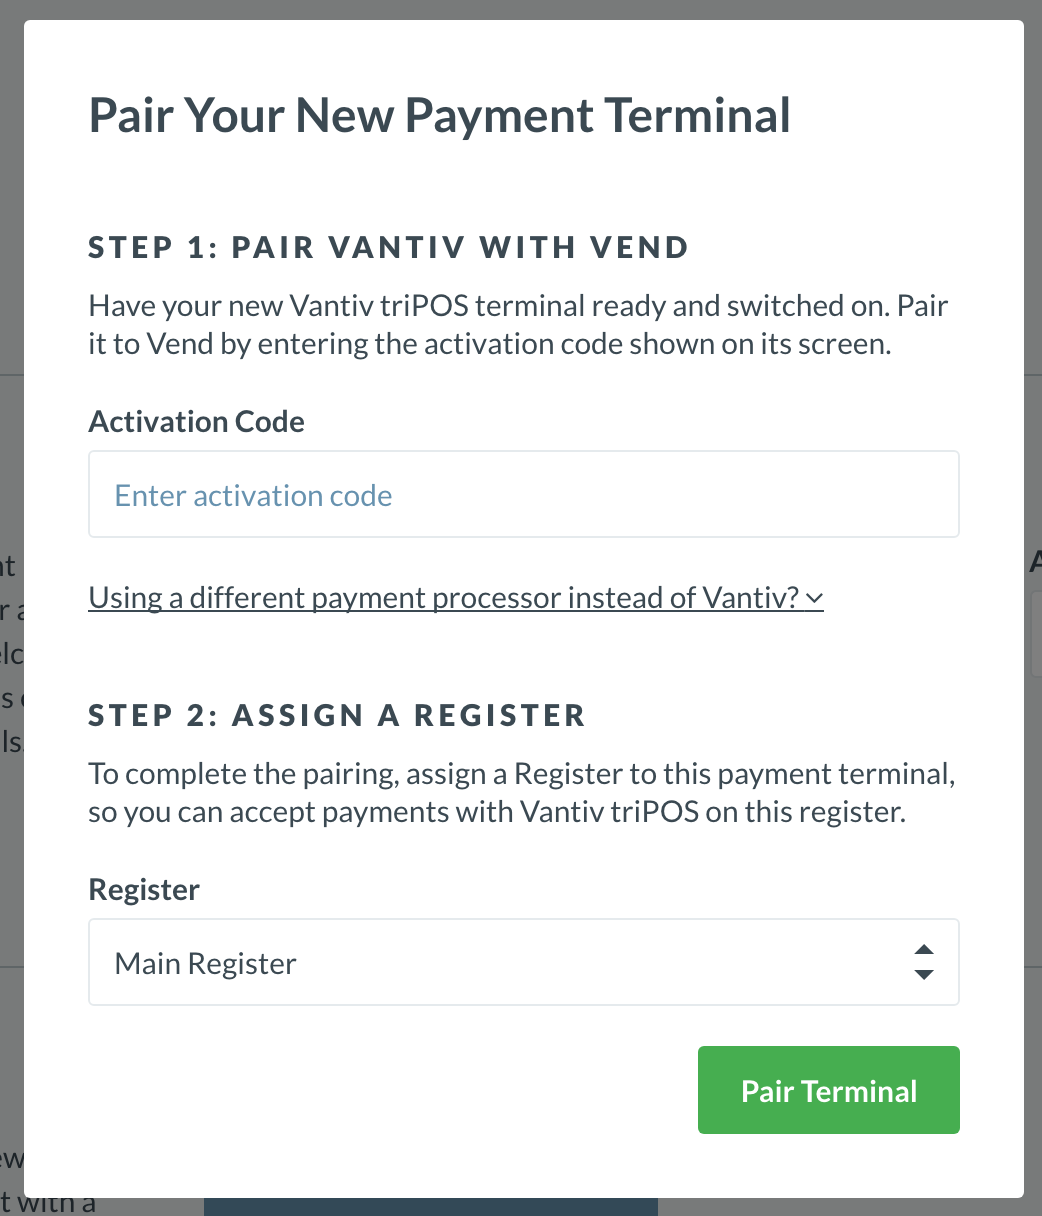 Pair Your New Payment Terminal
STEP 1: PAIR VANTIV WITH VEND
Have your new Vantiv triPOS terminal ready and switched on. Pair
it to Vend by entering the activation code shown on its screen.
Activation Code
Enter activation code
Using a different payment processor instead of Vantiv?
STEP 2: ASSIGN A REGISTER
To complete the pairing, assign a Register to this payment terminal,
so you can accept payments with Vantiv triPOS on this register.
Register
Main Register
Pair Terminal
with a